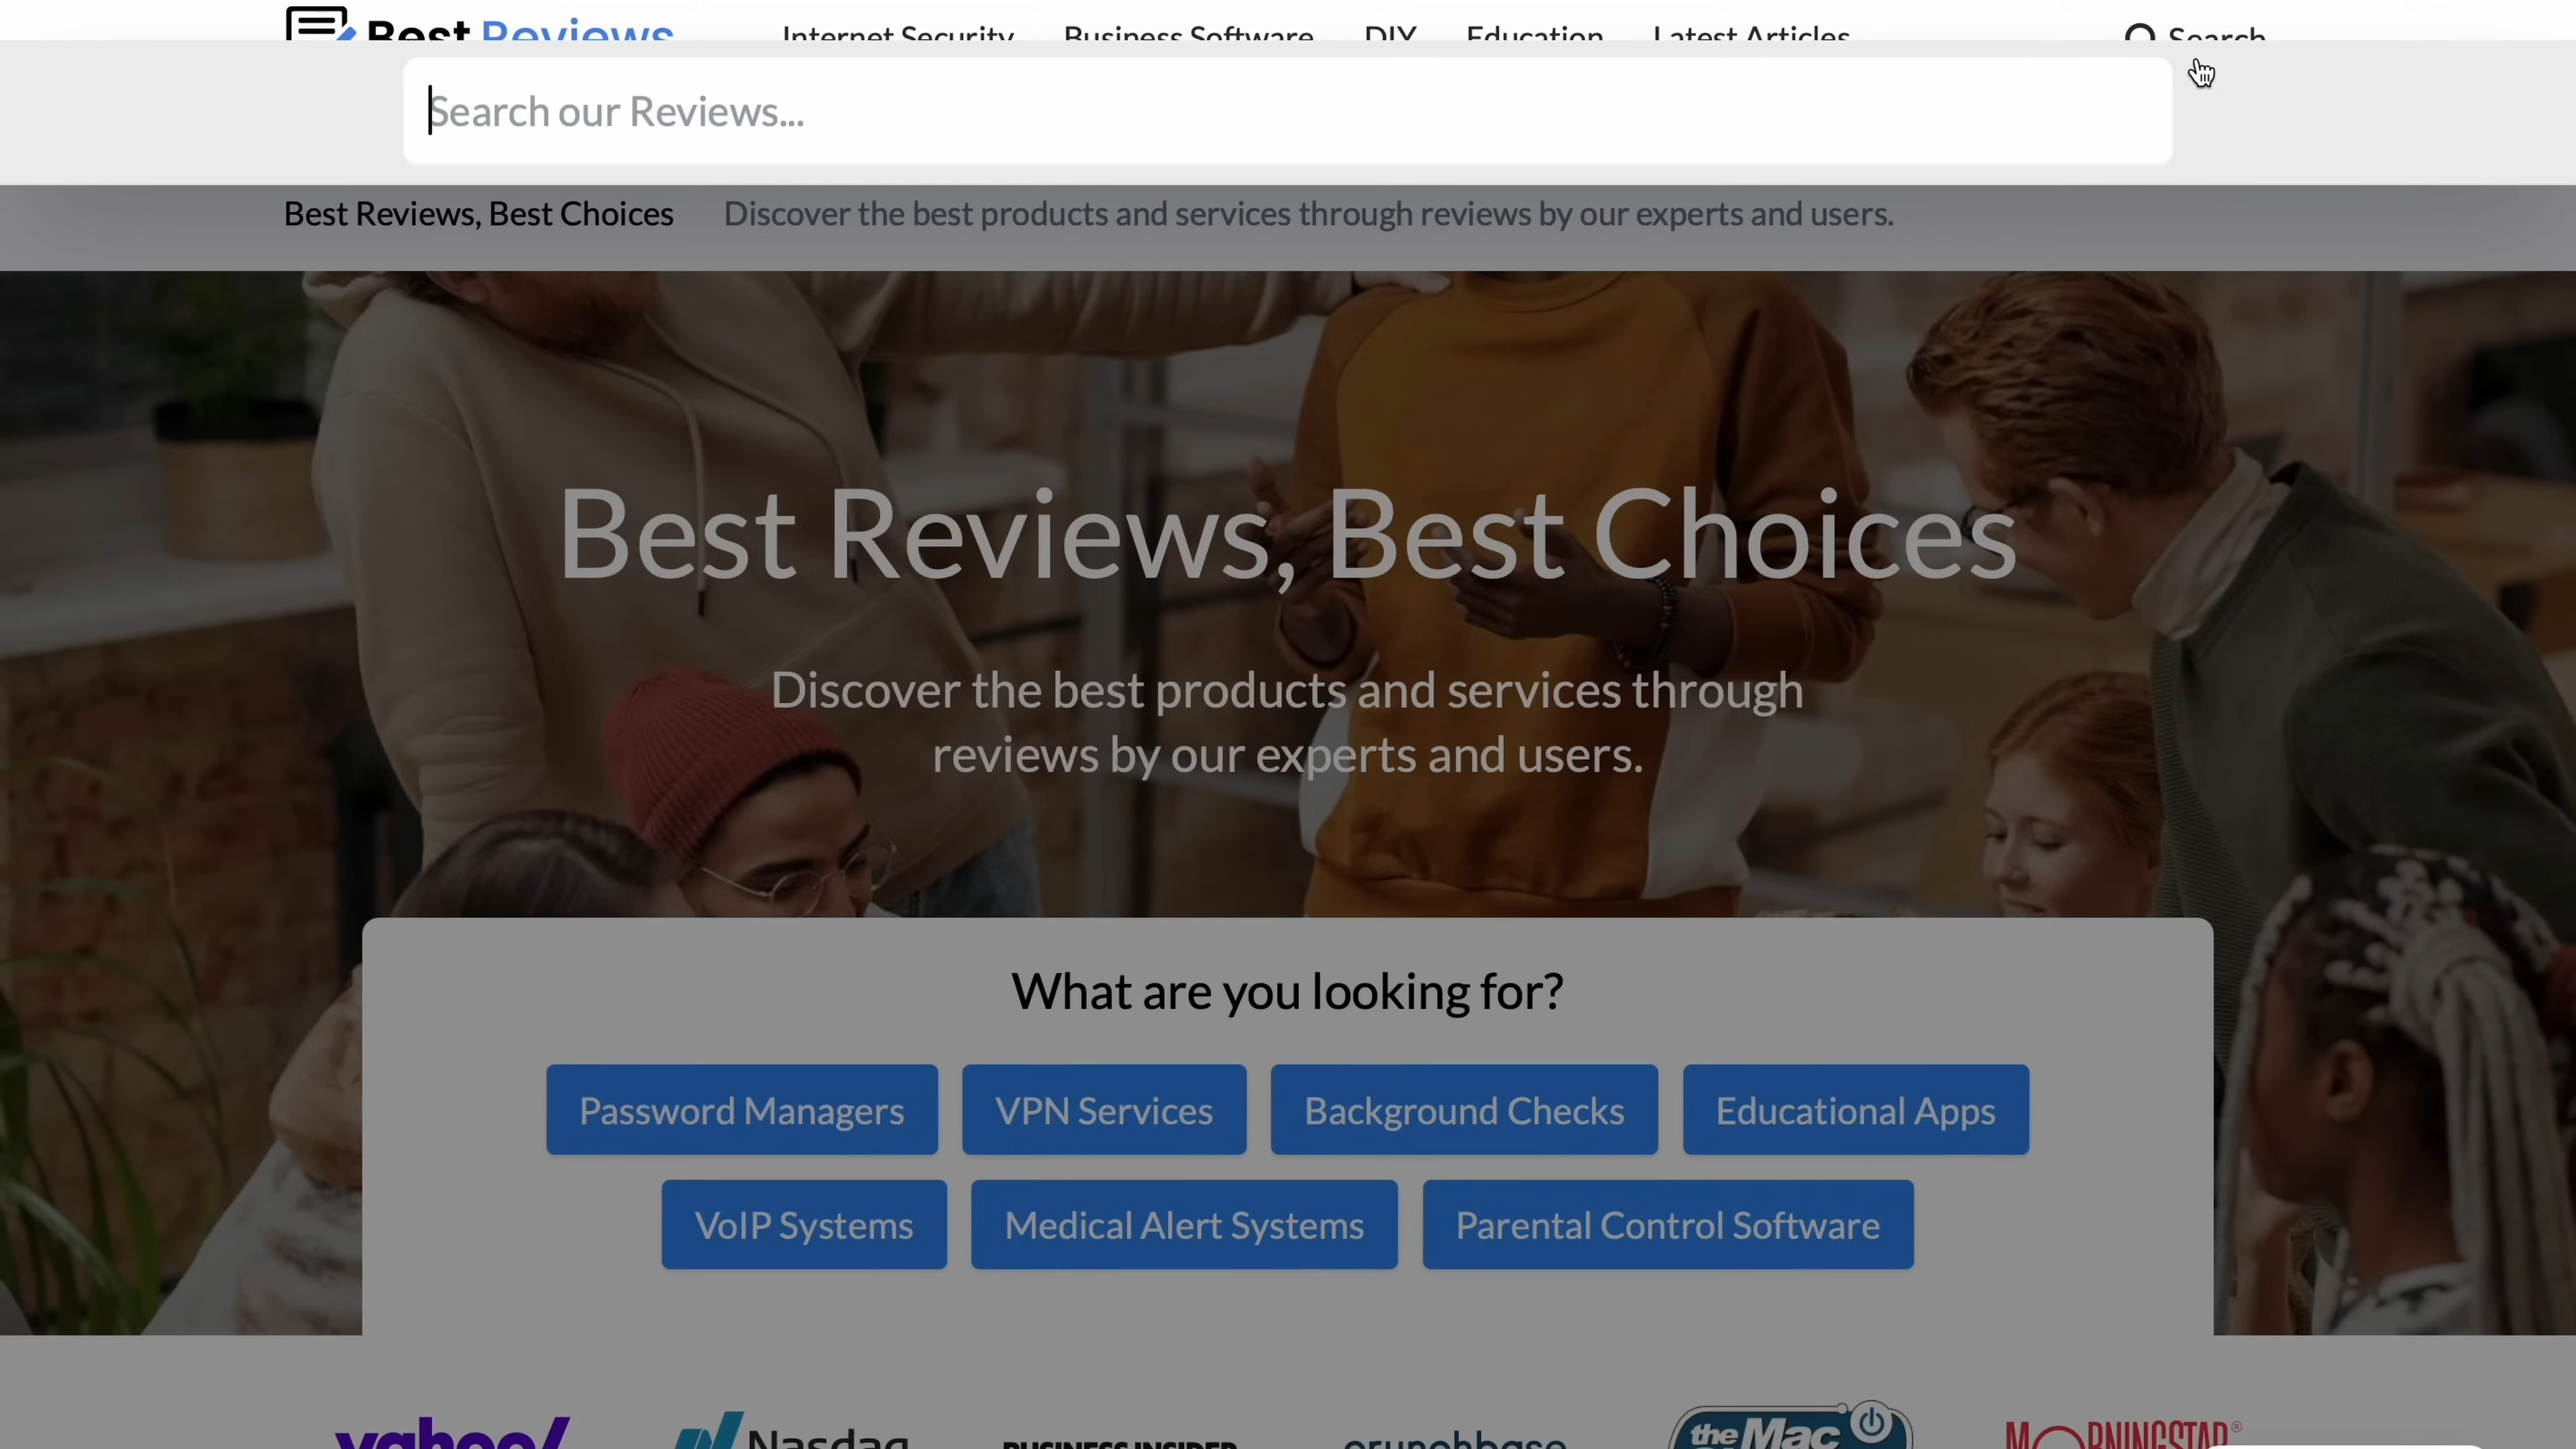 Best Reviews
Internet Security
Business Software
DIY
Education
Latest Articles
Search
Search our Reviews...
Best Reviews, Best Choices
Discover the best products and services through reviews by our experts and users.
Best Reviews, Best Choices
Discover the best products and services through
reviews by our experts and users.
What are you looking for?
Password Managers
VPN Services
Background Checks
Educational Apps
VoIP Systems
Medical Alert Systems
Parental Control Software
yahoo!
Nasdaq
BUSINESS INSIDER
crunchbase
the Mac
MORNINGSTAR®